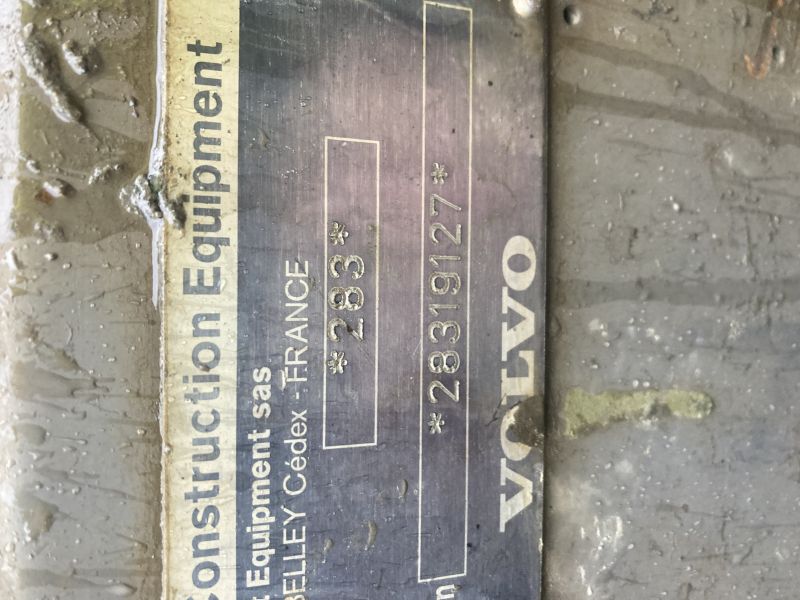 Construction Equipment
Equipment sas
BELLEY Cédex - FRANCE
*283*
*28319127*
VOLVO